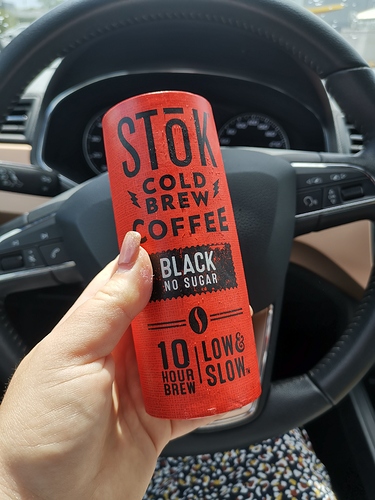 STŌK
COLD
BREW
COFFEE
BLACK
NO SUGAR
10
HOUR
BREW
LOW &
SLOW